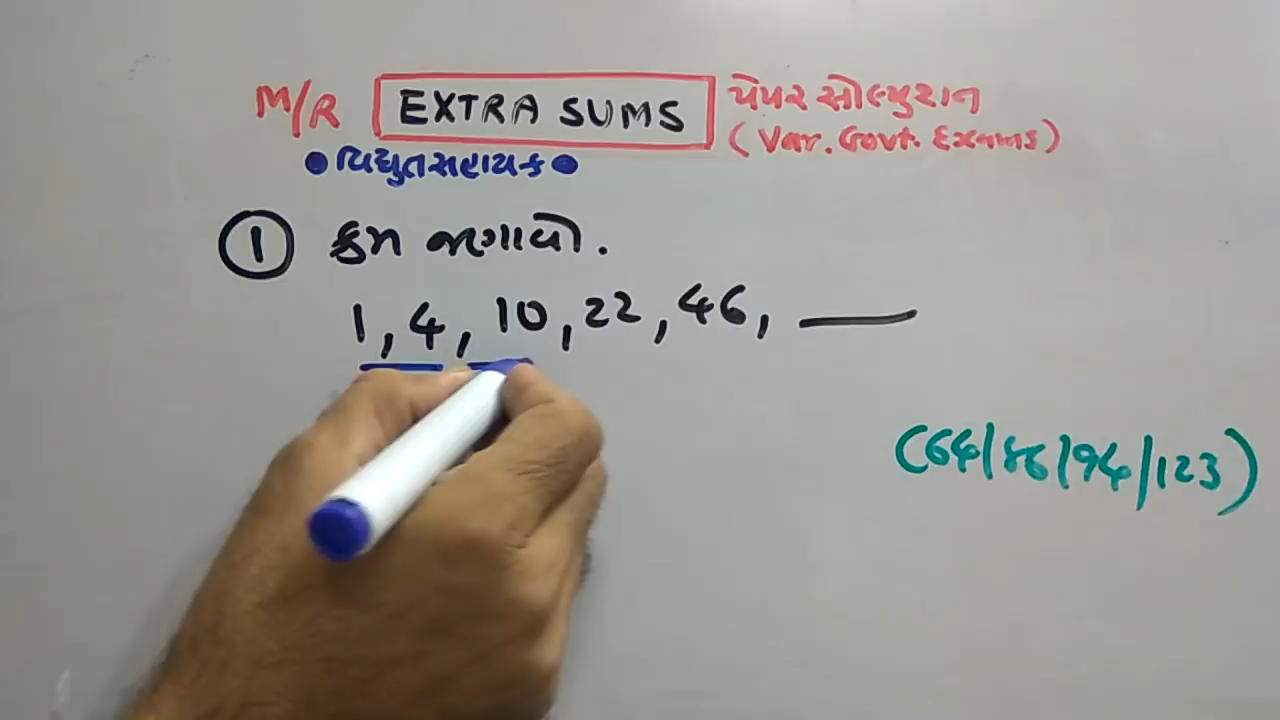 M/R EXTRA SUMS પેપર સોલ્યુશન
(Var. Govt. Exams)
વિદ્યુત સહાયક
1 ક્રમ જણાવો.
1, 4, 10, 22, 46, ___
(64/86/94/123)